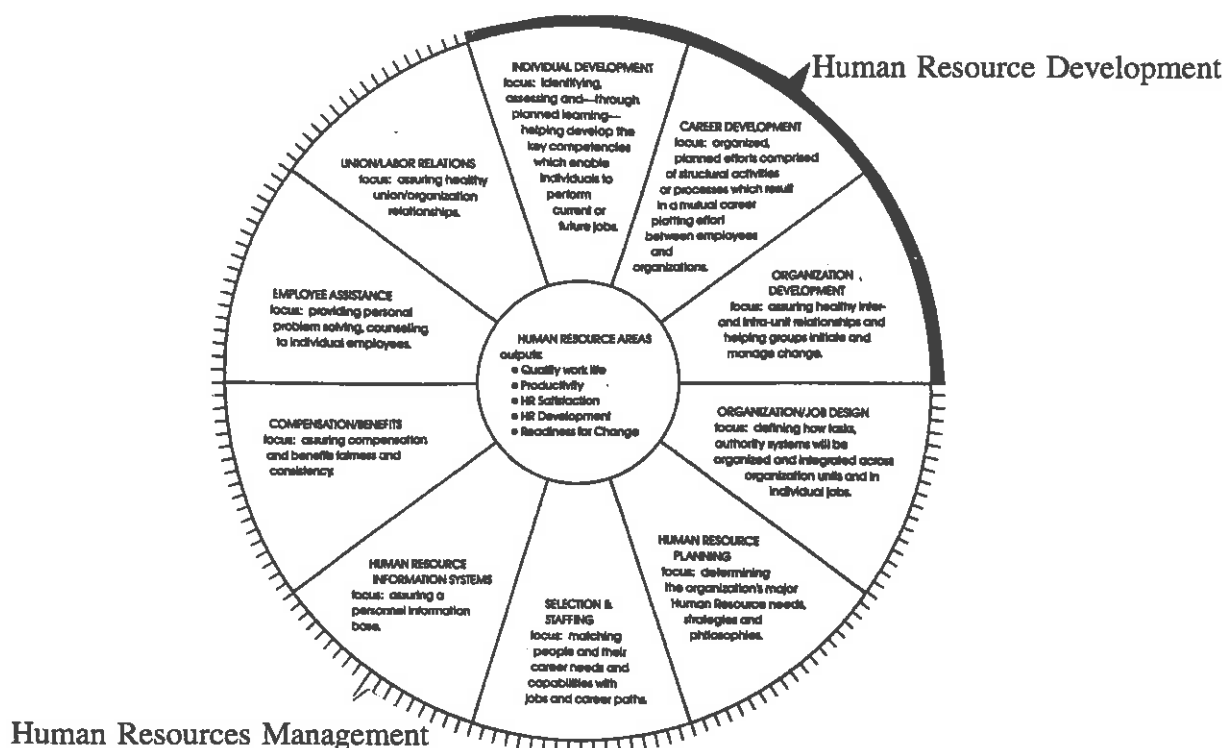 Human Resource Development
INDIVIDUAL DEVELOPMENT
focus: identifying,
assessing and—through
planned learning—
helping develop the
key competencies
which enable
individuals to
perform
current or
future jobs.
CAREER DEVELOPMENT
focus: organized,
planned efforts comprised
of structural activities
or processes which result
in a mutual career
plotting effort
between employees
and
organizations.
ORGANIZATION
DEVELOPMENT
focus: assuring healthy inter-
and intra-unit relationships and
helping groups initiate and
manage change.
ORGANIZATION/JOB DESIGN
focus: defining how tasks,
authority systems will be
organized and integrated across
organization units and in
individual jobs.
HUMAN RESOURCE
PLANNING
focus: determining
the organization's major
Human Resource needs,
strategies and
philosophies.
SELECTION &
STAFFING
focus: matching
people and their
career needs and
capabilities with
jobs and career paths.
HUMAN RESOURCE
INFORMATION SYSTEMS
focus: assuring a
personnel information
base.
COMPENSATION/BENEFITS
focus: assuring compensation
and benefits fairness and
consistency.
EMPLOYEE ASSISTANCE
focus: providing personal
problem solving, counseling
to individual employees.
UNION/LABOR RELATIONS
focus: assuring healthy
union/organization
relationships.
HUMAN RESOURCE AREAS
outputs:
• Quality work life
• Productivity
• HR Satisfaction
• HR Development
• Readiness for Change
Human Resources Management